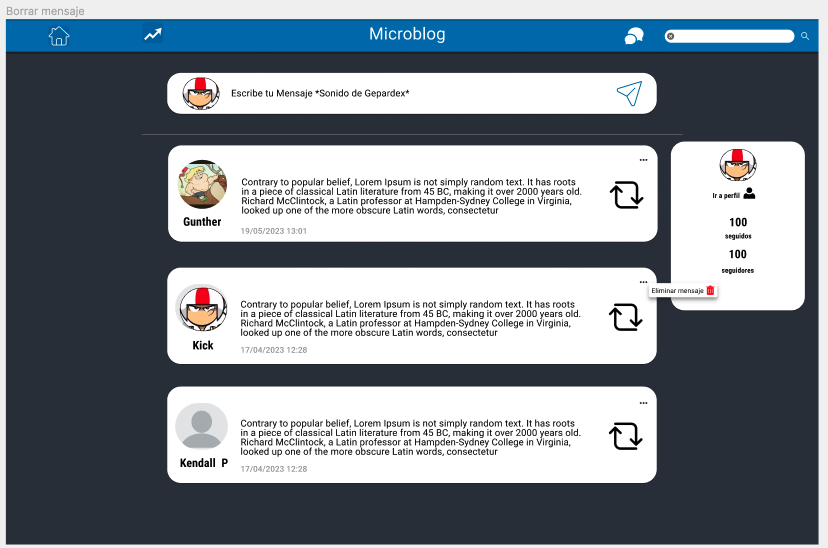 Borrar mensaje
Microblog
Escribe tu Mensaje *Sonido de Gepardex*
Contrary to popular belief, Lorem Ipsum is not simply random text. It has roots
in a piece of classical Latin literature from 45 BC, making it over 2000 years old.
Richard McClintock, a Latin professor at Hampden-Sydney College in Virginia,
looked up one of the more obscure Latin words, consectetur
Gunther
19/05/2023 13:01
Ir a perfil
100
seguidos
100
seguidores
Eliminar mensaje
Contrary to popular belief, Lorem Ipsum is not simply random text. It has roots
in a piece of classical Latin literature from 45 BC, making it over 2000 years old.
Richard McClintock, a Latin professor at Hampden-Sydney College in Virginia,
looked up one of the more obscure Latin words, consectetur
Kick
17/04/2023 12:28
Contrary to popular belief, Lorem Ipsum is not simply random text. It has roots
in a piece of classical Latin literature from 45 BC, making it over 2000 years old.
Richard McClintock, a Latin professor at Hampden-Sydney College in Virginia,
looked up one of the more obscure Latin words, consectetur
Kendall P
17/04/2023 12:28